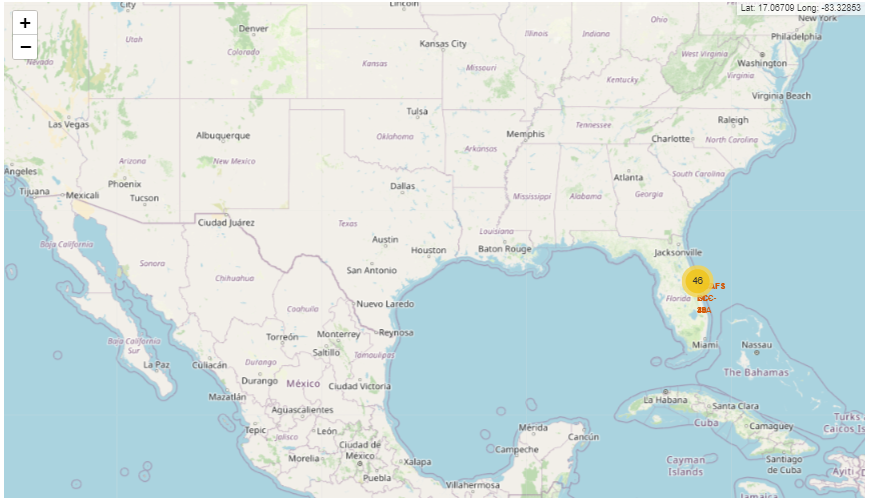 City
Lincoln
Lat: 17.06709 Long: -83.32853
+
−
New York
Ohio
Denver
Utah
Illinois
Indiana
Philadelphia
Kansas City
Nevada
Colorado
West Virginia
Washington
Kansas
Missouri
Virginia
Kentucky
Virginia Beach
Las Vegas
Tulsa
Raleigh
Albuquerque
Oklahoma
Memphis
Tennessee
Charlotte
North Carolina
Arkansas
Arizona
New Mexico
Angeles
South Carolina
Phoenix
Atlanta
Tijuana
Mexicali
Tucson
Dallas
Mississippi
Alabama
Georgia
Ciudad Juárez
Texas
Louisiana
Austin
Baja California
Houston
Baton Rouge
Jacksonville
Sonora
San Antonio
Chihuahua
46
AFS
Florida
Nuevo Laredo
Coahuila
Torreón
Monterrey
Reynosa
Baja California
Sur
Miami
Nassau
Saltillo
Tamaulipas
La Paz
Culiacán
Durango
The Bahamas
Durango
México
Ciudad Victoria
Mazatlán
La Habana
Santa Clara
Aguascalientes
Cuba
Turks
Camagüey
Caicos Is
Tepic
León
Jalisco
Mérida
Cancún
Ciudad de
México
Campeche
Morelia
Xalapa
Cayman
Islands
Santiago
de Cuba
Puebla
Ayiti
Villahermosa
Jamaica